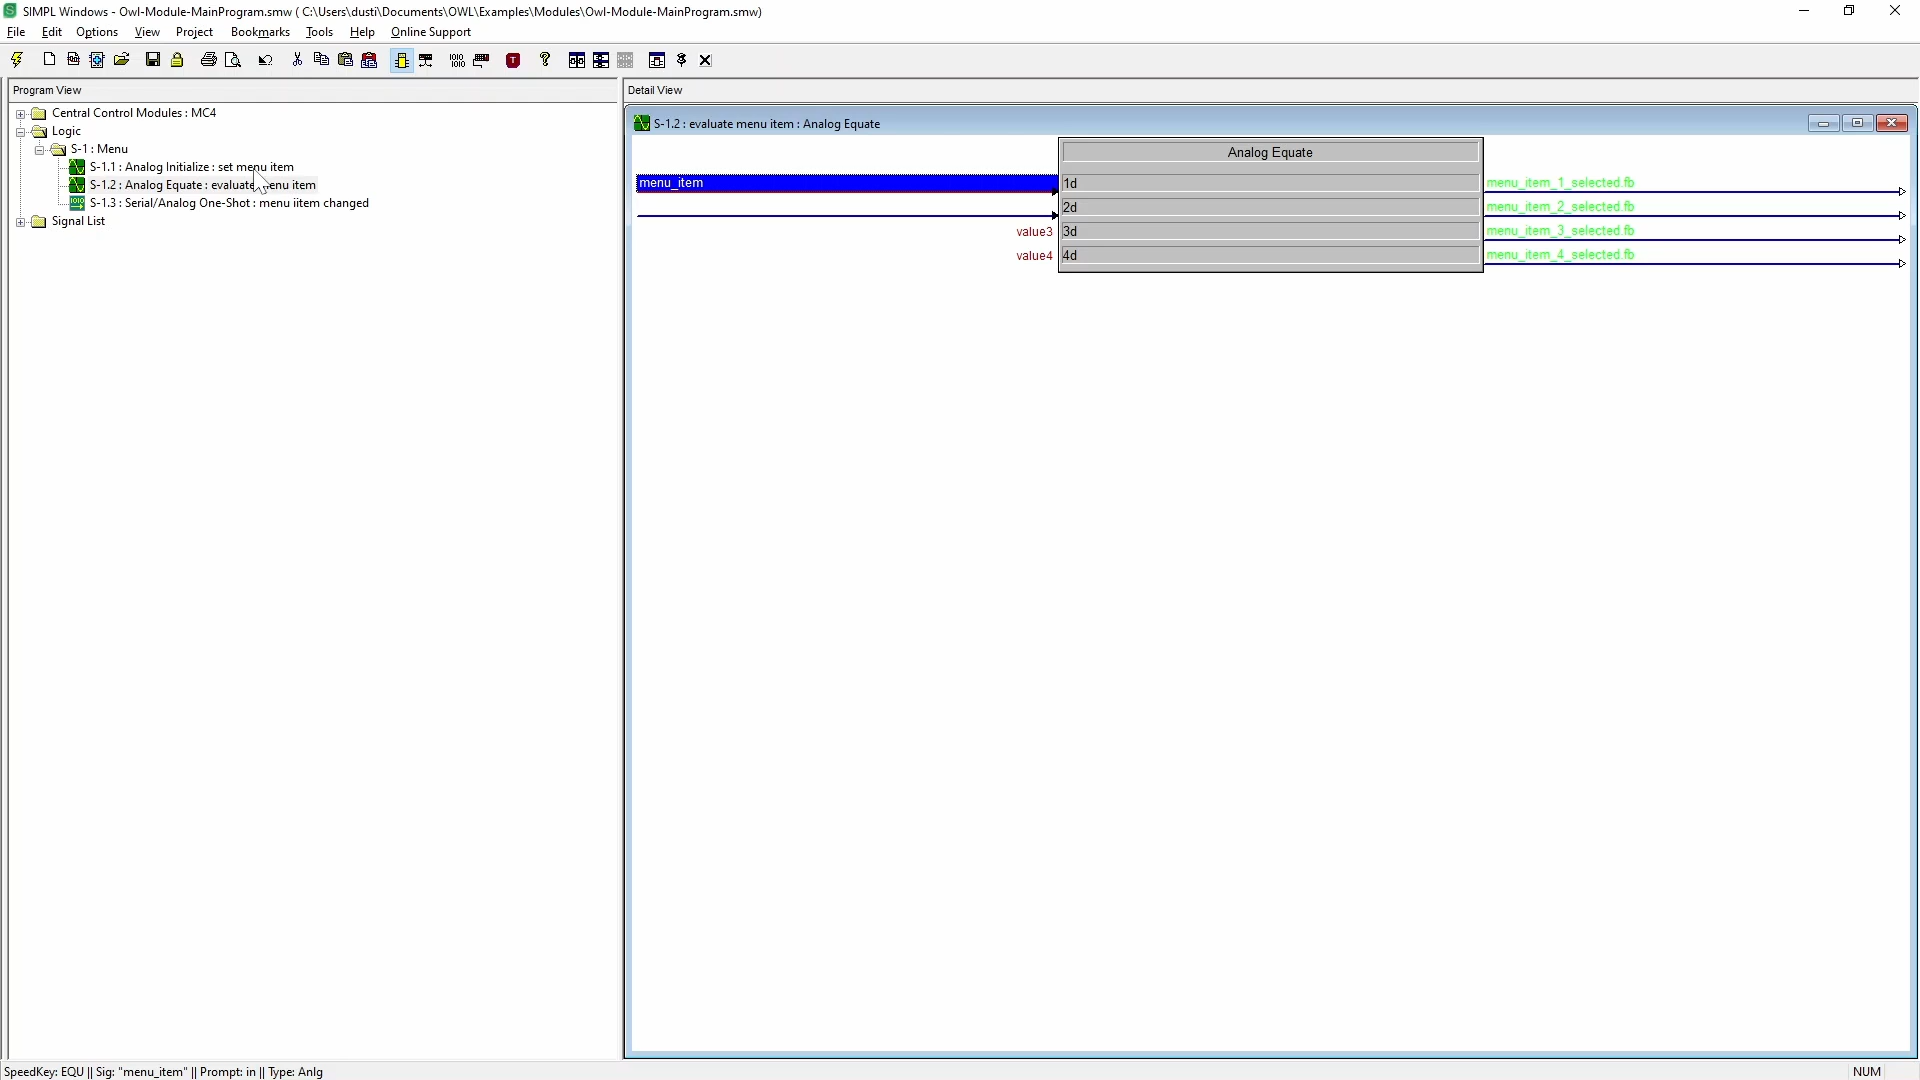 SIMPL Windows - Owl-Module-MainProgram.smw ( C:\Users\dusti\Documents\OWL\Examples\Modules\Owl-Module-MainProgram.smw)
File Edit Options View Project Bookmarks Tools Help Online Support
Program View
Central Control Modules : MC4
Logic
S-1 : Menu
S-1.1 : Analog Initialize : set menu item
S-1.2 : Analog Equate : evaluate menu item
S-1.3 : Serial/Analog One-Shot : menu iitem changed
Signal List
Detail View
S-1.2 : evaluate menu item : Analog Equate
Analog Equate
menu_item 1d menu_item_1_selected.fb
2d menu_item_2_selected.fb
value3 3d menu_item_3_selected.fb
value4 4d menu_item_4_selected.fb
SpeedKey: EQU || Sig: "menu_item" || Prompt: in || Type: Anlg
NUM